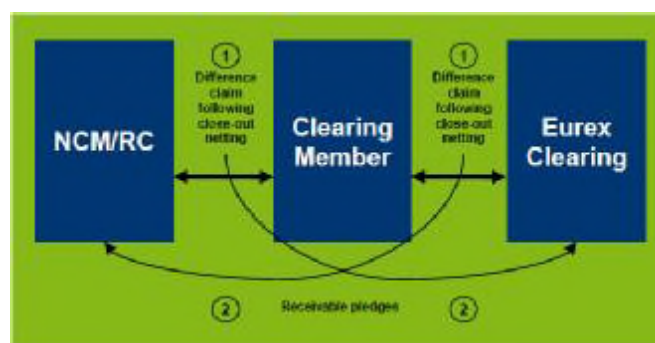 1
1
Difference
claim
following
close-out
netting
Difference
claim
following
close-out
netting
NCM/RC
Clearing
Member
Eurex
Clearing
2
Receivable pledges
2